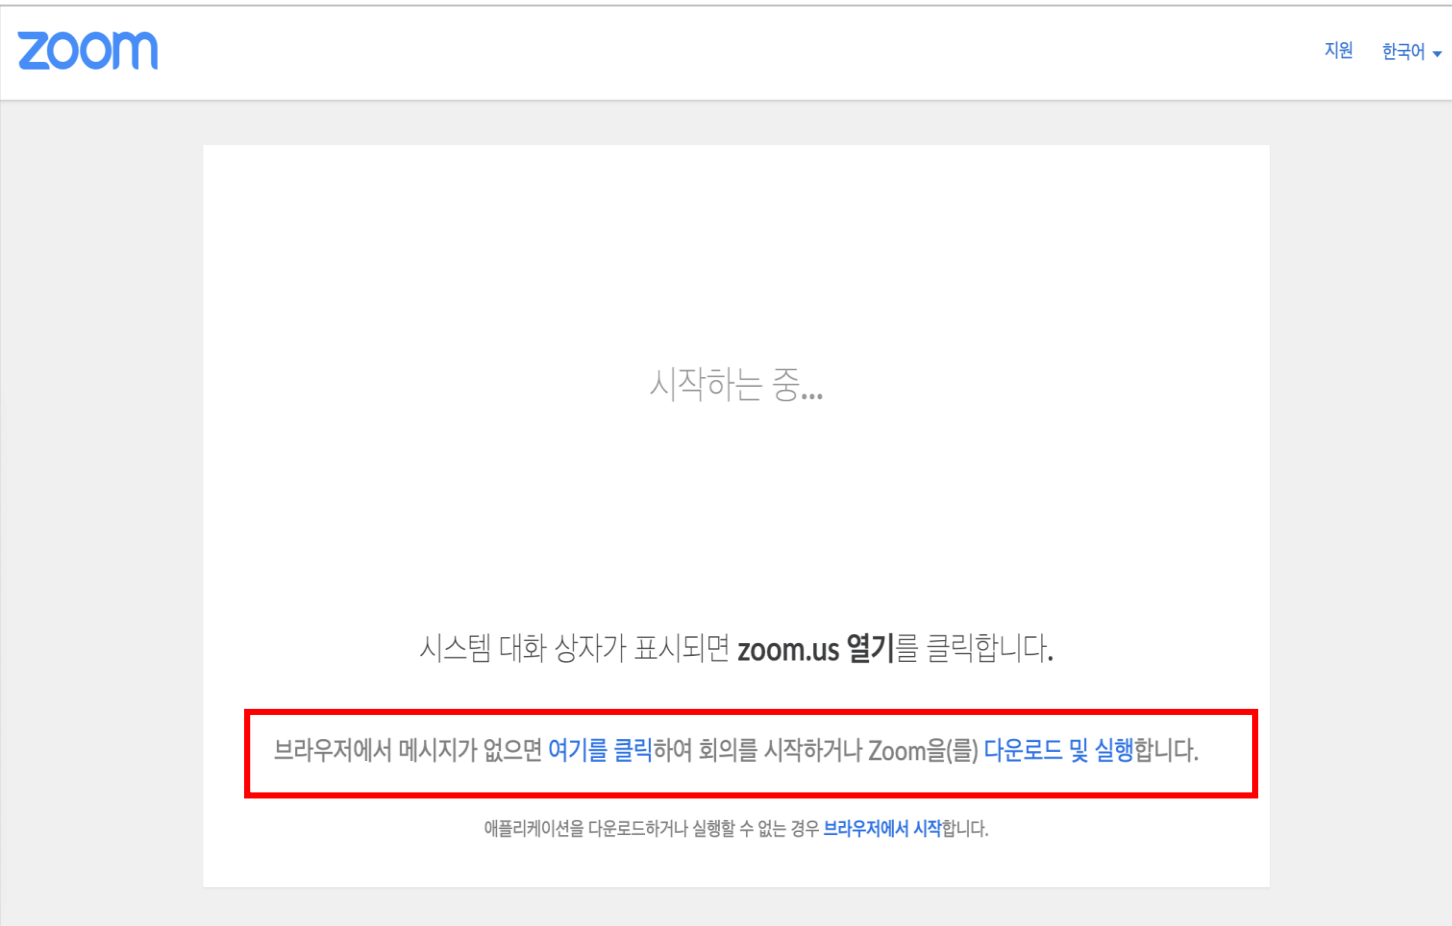 zoom
지원 한국어
시작하는 중...
시스템 대화 상자가 표시되면 zoom.us 열기를 클릭합니다.
브라우저에서 메시지가 없으면 여기를 클릭하여 회의를 시작하거나 Zoom을(를) 다운로드 및 실행합니다.
애플리케이션을 다운로드하거나 실행할 수 없는 경우 브라우저에서 시작합니다.